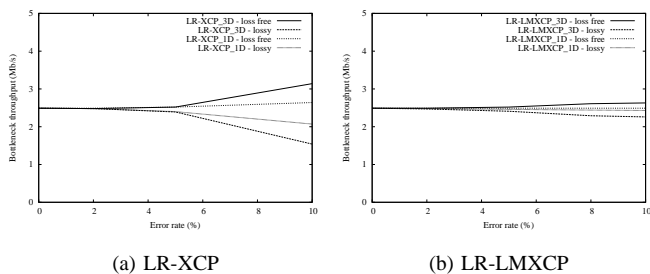 LR-XCP_3D - loss free
LR-XCP_3D - lossy
LR-XCP_1D - loss free
LR-XCP_1D - lossy
5
4
3
2
1
0
Bottleneck throughput (Mb/s)
0 2 4 6 8 10
Error rate (%)
(a) LR-XCP
LR-LMXCP_3D - loss free
LR-LMXCP_3D - lossy
LR-LMXCP_1D - loss free
LR-LMXCP_1D - lossy
5
4
3
2
1
0
Bottleneck throughput (Mb/s)
0 2 4 6 8 10
Error rate (%)
(b) LR-LMXCP